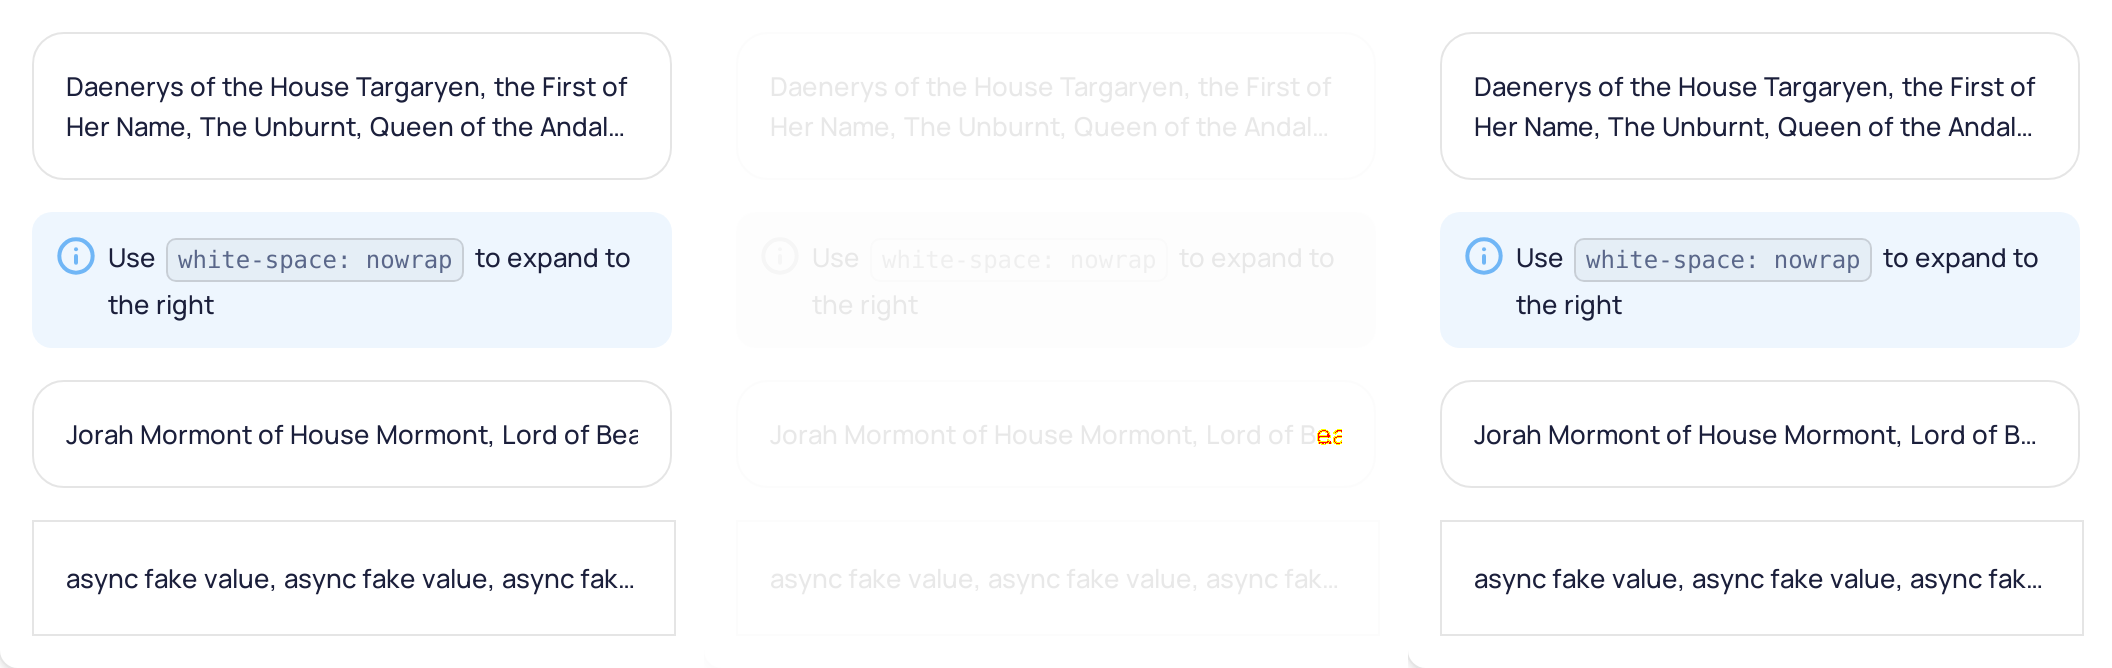 Daenerys of the House Targaryen, the First of
Her Name, The Unburnt, Queen of the Andal...
Use white-space: nowrap to expand to
the right
Jorah Mormont of House Mormont, Lord of Bea
async fake value, async fake value, async fak...
Daenerys of the House Targaryen, the First of
Her Name, The Unburnt, Queen of the Andal...
Use white-space: nowrap to expand to
the right
Jorah Mormont of House Mormont, Lord of Bea
async fake value, async fake value, async fak...
Daenerys of the House Targaryen, the First of
Her Name, The Unburnt, Queen of the Andal...
Use white-space: nowrap to expand to
the right
Jorah Mormont of House Mormont, Lord of B...
async fake value, async fake value, async fak...